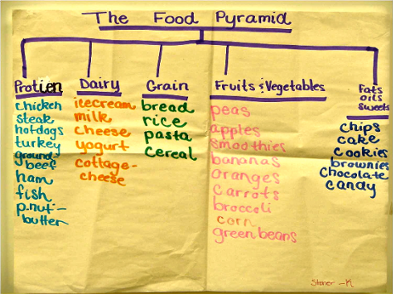 The Food Pyramid
Protien
chicken
steak
hotdogs
turkey
ground
beef
ham
fish
p.nut-
butter
Dairy
icecream
milk
cheese
yogurt
cottage-
cheese
Grain
bread
rice
pasta
cereal
Fruits & Vegetables
peas
apples
smoothies
bananas
oranges
carrots
broccoli
corn
green beans
Fats
oils
sweets
chips
cake
cookies
brownies
chocolate
candy